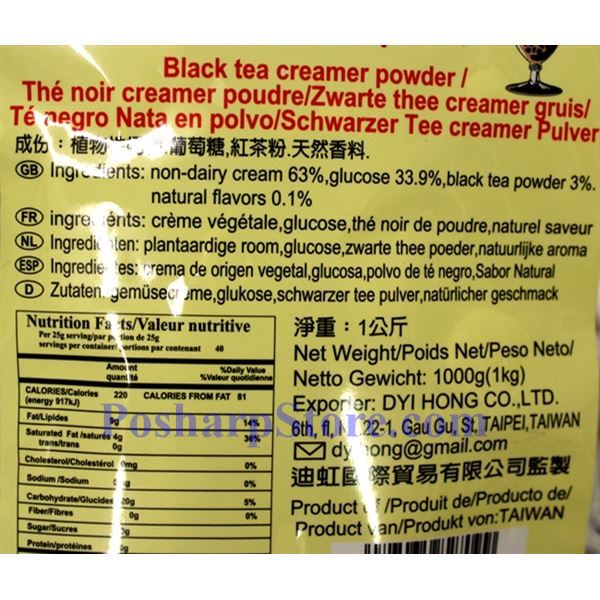 Black tea creamer powder /
Thé noir creamer poudre/Zwarte thee creamer gruis/
Té negro Nata en polvo/Schwarzer Tee creamer Pulver
成份：植物性 葡萄糖,紅茶粉.天然香料.
GB Ingredients: non-dairy cream 63%,glucose 33.9%,black tea powder 3%.
natural flavors 0.1%
FR ingredients: crème végétale,glucose,thé noir de poudre,naturel saveur
NL Ingredienten: plantaardige room,glucose,zwarte thee poeder,natuurlijke aroma
ESP Ingredientes: crema de origen vegetal,glucosa,polvo de té negro,Sabor Natural
D Zutaten: gemüsecreme,glukose,schwarzer tee pulver,natürlicher geschmack
Nutrition Facts/Valeur nutritive
Per 25g serving/par portion de 25g
servings per container/portions par contenant 40
Amount %Daily Value
quantité %Valeur quotidienne
CALORIES/Calories 220 CALORIES FROM FAT 81
(energy 917kJ)
Fat/Lipides 9g 14%
Saturated Fat /saturés 4g 36%
trans/trans 0g
Cholesterol/Cholestérol 0mg 0%
Sodium /Sodium 0%
Carbohydrate/Glucides 20g 5%
Fiber/Fibres 0g 0%
Sugar/Sucres
Protein/protéines
淨重：1公斤
Net Weight/Poids Net/Peso Neto/
Netto Gewicht: 1000g(1kg)
Exporter: DYI HONG CO.,LTD.
6th, fl, 22-1, Gau Gu, St, TAIPEI,TAIWAN
dyihong@gmail.com
迪虹國際貿易有限公司監製
Product of /Produit de/Producto de/
Product van/Produkt von:TAIWAN
PosharpStore.com